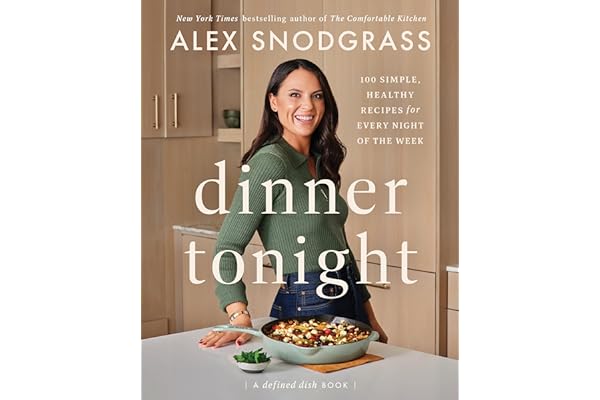 New York Times bestselling author of The Comfortable Kitchen
ALEX SNODGRASS
100 SIMPLE,
HEALTHY
RECIPES for
EVERY NIGHT
OF THE WEEK
dinner
tonight
| A defined dish BOOK |